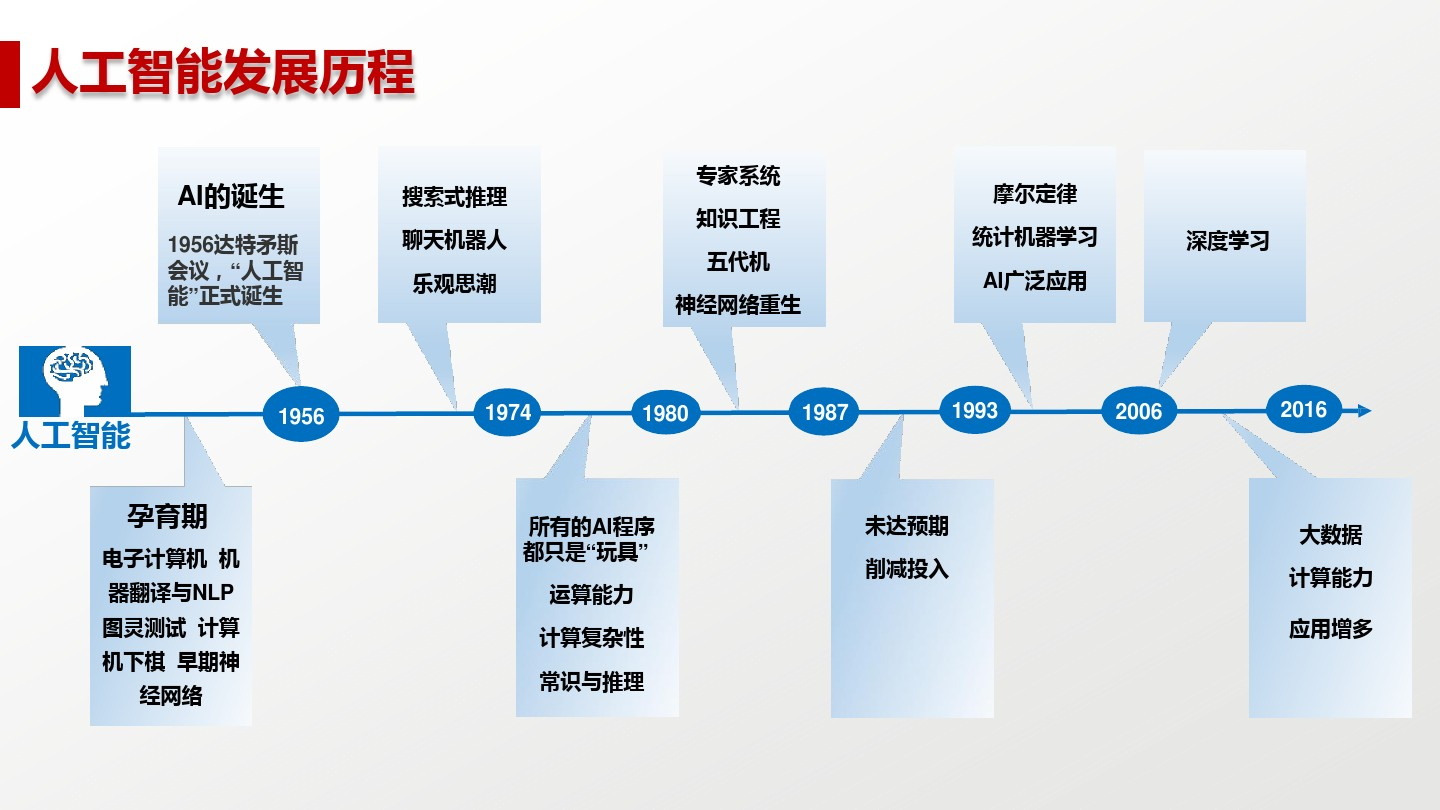 人工智能发展历程
AI的诞生
1956达特矛斯
会议，“人工智
能”正式诞生
搜索式推理
聊天机器人
乐观思潮
专家系统
知识工程
五代机
神经网络重生
摩尔定律
统计机器学习
AI广泛应用
深度学习
人工智能
1956
1974
1980
1987
1993
2006
2016
孕育期
电子计算机 机
器翻译与NLP
图灵测试 计算
机下棋 早期神
经网络
所有的AI程序
都只是“玩具”
运算能力
计算复杂性
常识与推理
未达预期
削减投入
大数据
计算能力
应用增多